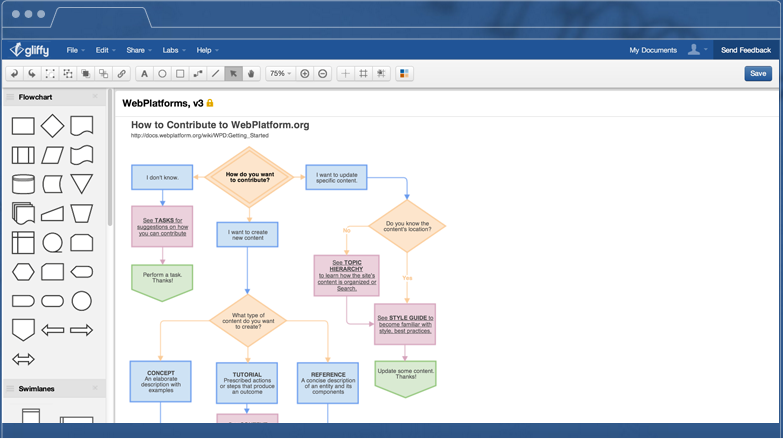 gliffy
File
Edit
Share
Labs
Help
My Documents
Send Feedback
A
75%
Save
Flowchart
WebPlatforms, v3
How to Contribute to WebPlatform.org
http://docs.webplatform.org/wiki/WPD:Getting_Started
I don't know.
How do you want
to contribute?
I want to update
specific content.
See TASKS for
suggestions on how
you can contribute
I want to create
new content
Do you know the
content's location?
No
Yes
See TOPIC
HIERARCHY
to learn how the site's
content is organized or
Search.
Perform a task.
Thanks!
What type of
content do you want
to create?
See STYLE GUIDE to
become familiar with
style, best practices.
CONCEPT
An elaborate
description with
examples
TUTORIAL
Prescribed actions
or steps that produce
an outcome
REFERENCE
A concise description
of an entity and its
components
Update some content.
Thanks!
Swimlanes